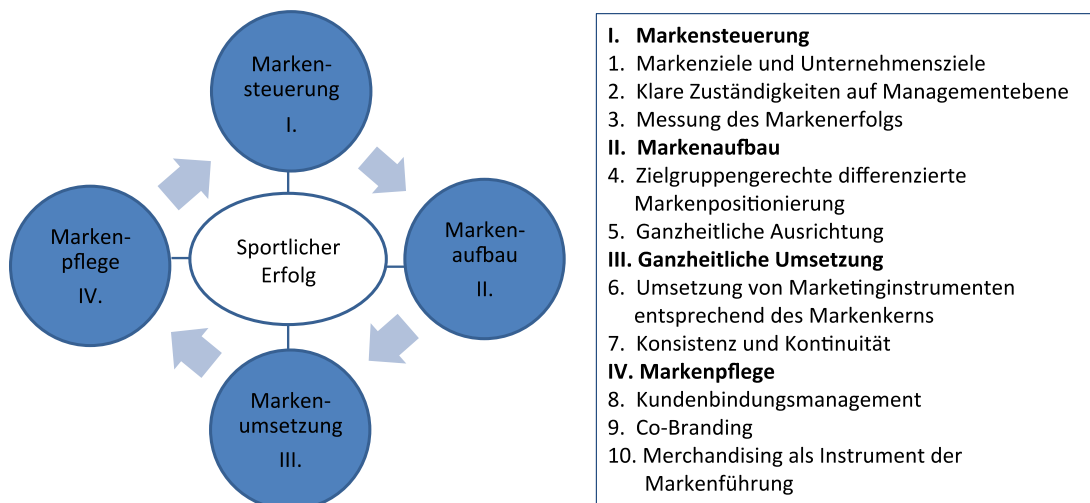 Marken-
steuerung
I.
Marken-
aufbau
II.
Marken-
umsetzung
III.
Marken-
pflege
IV.
Sportlicher
Erfolg
I. Markensteuerung
1. Markenziele und Unternehmensziele
2. Klare Zuständigkeiten auf Managementebene
3. Messung des Markenerfolgs
II. Markenaufbau
4. Zielgruppengerechte differenzierte
Markenpositionierung
5. Ganzheitliche Ausrichtung
III. Ganzheitliche Umsetzung
6. Umsetzung von Marketinginstrumenten
entsprechend des Markenkerns
7. Konsistenz und Kontinuität
IV. Markenpflege
8. Kundenbindungsmanagement
9. Co-Branding
10. Merchandising als Instrument der
Markenführung